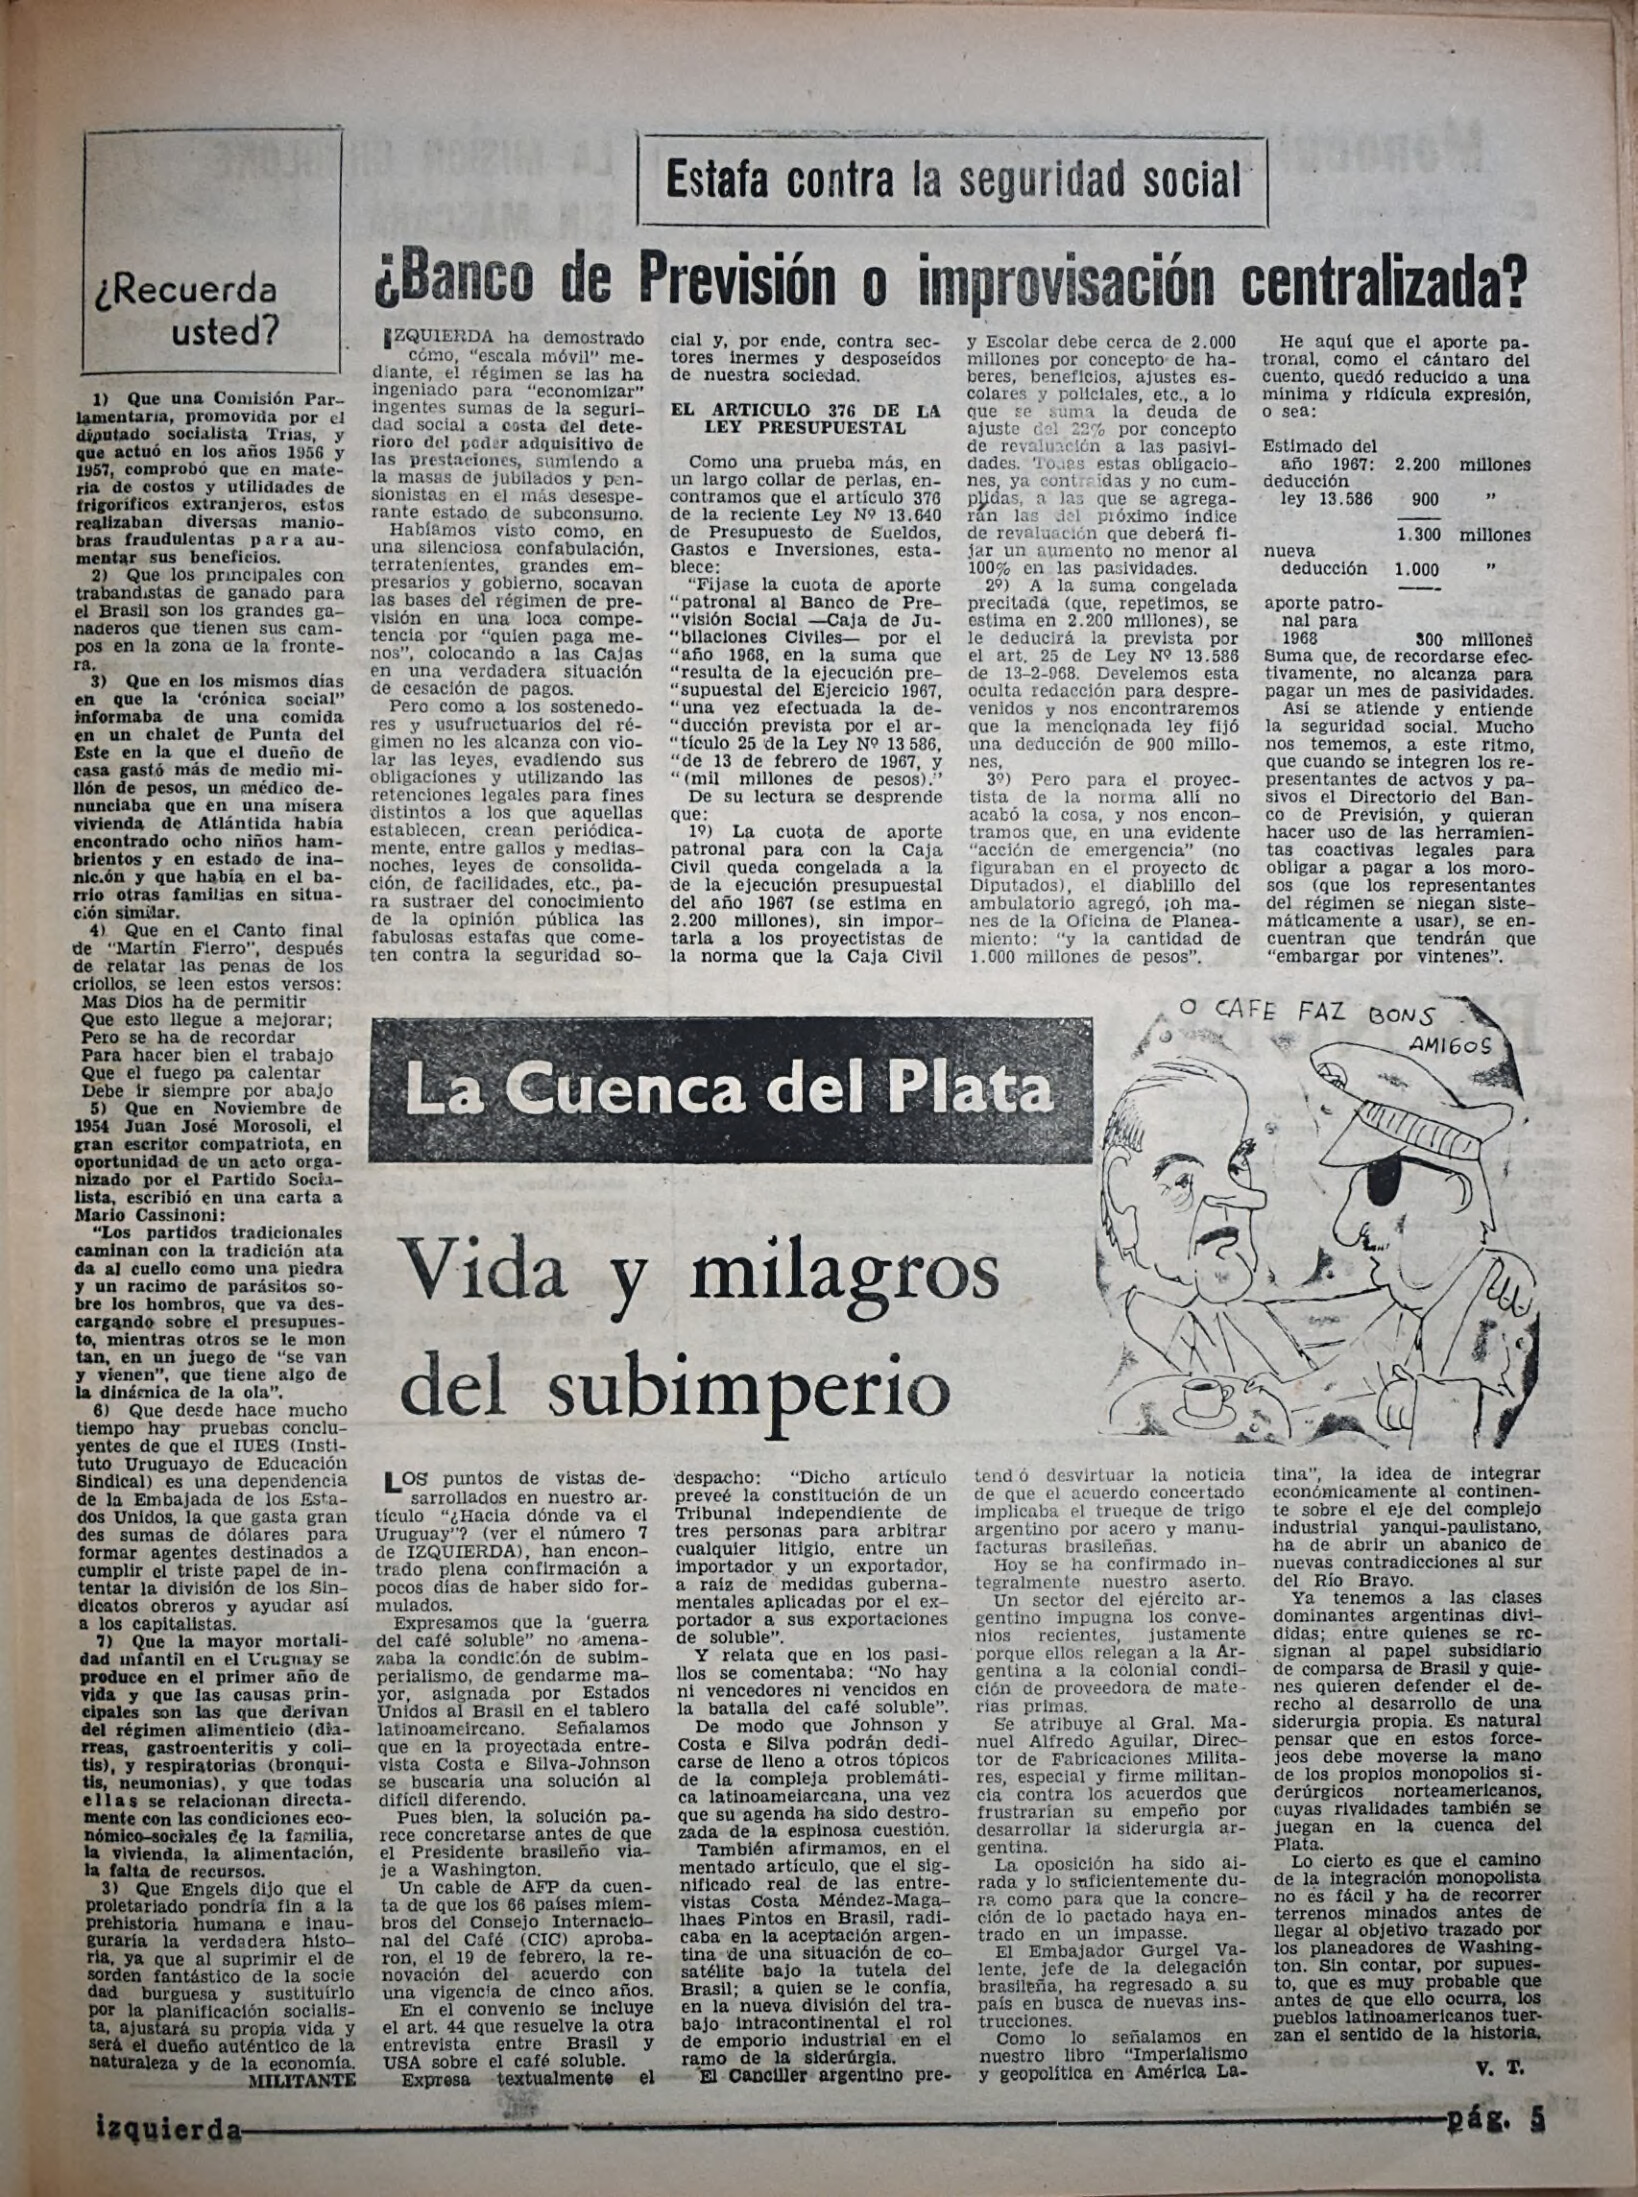 ¿Recuerda
usted?
1) Que una Comisión Par-
lamentaria, promovida por el
diputado socialista Trías, y
que actuó en los años 1956 y
1957, comprobó que en mate-
ria de costos y utilidades de
frigoríficos extranjeros, estos
realizaban diversas manio-
bras fraudulentas para au-
mentar sus beneficios.
2) Que los principales con
trabandistas de ganado para
el Brasil son los grandes ga-
naderos que tienen sus cam-
pos en la zona de la fronte-
ra.
3) Que en los mismos días
en que la 'crónica social"
informaba de una comida
en un chalet de Punta del
Este en la que el dueño de
casa gastó más de medio mi-
llón de pesos, un médico de-
nunciaba que en una mísera
vivienda de Atlántida había
encontrado ocho niños ham-
brientos y en estado de ina-
nición y que había en el ba-
rrio otras familias en situa-
ción similar.
4) Que en el Canto final
de "Martín Fierro", después
de relatar las penas de los
criollos, se leen estos versos:
Mas Dios ha de permitir
Que esto llegue a mejorar;
Pero se ha de recordar
Para hacer bien el trabajo
Que el fuego pa calentar
Debe ir siempre por abajo
5) Que en Noviembre de
1954 Juan José Morosoli, el
gran escritor compatriota, en
oportunidad de un acto orga-
nizado por el Partido Socia-
lista, escribió en una carta a
Mario Cassinoni:
"Los partidos tradicionales
caminan con la tradición ata
da al cuello como una piedra
y un racimo de parásitos so-
bre los hombros, que va des-
cargando sobre el presupues-
to, mientras otros se le mon
tan, en un juego de "se van
y vienen", que tiene algo de
la dinámica de la ola".
6) Que desde hace mucho
tiempo hay pruebas conclu-
yentes de que el IUES (Insti-
tuto Uruguayo de Educación
Sindical) es una dependencia
de la Embajada de los Esta-
dos Unidos, la que gasta gran
des sumas de dólares para
formar agentes destinados a
cumplir el triste papel de in-
tentar la división de los Sin-
dicatos obreros y ayudar así
a los capitalistas.
7) Que la mayor mortali-
dad infantil en el Uruguay se
produce en el primer año de
vida y que las causas prin-
cipales son las que derivan
del régimen alimenticio (dia-
rreas, gastroenteritis y coli-
tis), y respiratorias (bronqui-
tis, neumonías), y que todas
ellas se relacionan directa-
mente con las condiciones eco-
nómico-sociales de la familia,
la vivienda, la alimentación,
la falta de recursos.
3) Que Engels dijo que el
proletariado pondría fin a la
prehistoria humana e inau-
guraría la verdadera histo-
ria, ya que al suprimir el de
sorden fantástico de la socie
dad burguesa y sustituirlo
por la planificación socialis-
ta, ajustará su propia vida y
será el dueño auténtico de la
naturaleza y de la economía.
MILITANTE
Estafa contra la seguridad social
¿Banco de Previsión o improvisación centralizada?
IZQUIERDA ha demostrado
cómo, "escala móvil" me-
diante, el régimen se las ha
ingeniado para "economizar"
ingentes sumas de la seguri-
dad social a costa del dete-
rioro del poder adquisitivo de
las prestaciones, sumiendo a
la masas de jubilados y pen-
sionistas en el más desespe-
rante estado de subconsumo.
Habíamos visto como, en
una silenciosa confabulación,
terratenientes, grandes em-
presarios y gobierno, socavan
las bases del régimen de pre-
visión en una loca compe-
tencia por "quien paga me-
nos", colocando a las Cajas
en una verdadera situación
de cesación de pagos.
Pero como a los sostenedo-
res y usufructuarios del ré-
gimen no les alcanza con vio-
lar las leyes, evadiendo sus
obligaciones y utilizando las
retenciones legales para fines
distintos a los que aquellas
establecen, crean periódica-
mente, entre gallos y medias-
noches, leyes de consolida-
ción, de facilidades, etc., pa-
ra sustraer del conocimiento
de la opinión pública las
fabulosas estafas que come-
ten contra la seguridad so-
cial y, por ende, contra sec-
tores inermes y desposeídos
de nuestra sociedad.
EL ARTICULO 376 DE LA
LEY PRESUPUESTAL
Como una prueba más, en
un largo collar de perlas, en-
contramos que el artículo 376
de la reciente Ley Nº 13.640
de Presupuesto de Sueldos,
Gastos e Inversiones, esta-
blece:
"Fíjase la cuota de aporte
"patronal al Banco de Pre-
"visión Social —Caja de Ju-
"bilaciones Civiles— por el
"año 1968, en la suma que
"resulta de la ejecución pre-
"supuestal del Ejercicio 1967,
"una vez efectuada la de-
"ducción prevista por el ar-
"tículo 25 de la Ley Nº 13 586,
"de 13 de febrero de 1967, y
"(mil millones de pesos)."
De su lectura se desprende
que:
1º) La cuota de aporte
patronal para con la Caja
Civil queda congelada a la
de la ejecución presupuestal
del año 1967 (se estima en
2.200 millones), sin impor-
tarla a los proyectistas de
la norma que la Caja Civil
y Escolar debe cerca de 2.000
millones por concepto de ha-
beres, beneficios, ajustes es-
colares y policiales, etc., a lo
que se suma la deuda de
ajuste del 22% por concepto
de revaluación a las pasivi-
dades. Todas estas obligacio-
nes, ya contraídas y no cum-
plidas, a las que se agrega-
rán las del próximo índice
de revaluación que deberá fi-
jar un aumento no menor al
100% en las pasividades.
2º) A la suma congelada
precitada (que, repetimos, se
estima en 2.200 millones), se
le deducirá la prevista por
el art. 25 de Ley Nº 13.586
de 13-2-968. Develemos esta
oculta redacción para despre-
venidos y nos encontraremos
que la mencionada ley fijó
una deducción de 900 millo-
nes,
3º) Pero para el proyec-
tista de la norma allí no
acabó la cosa, y nos encon-
tramos que, en una evidente
"acción de emergencia" (no
figuraban en el proyecto de
Diputados), el diablillo del
ambulatorio agregó, ¡oh ma-
nes de la Oficina de Planea-
miento: "y la cantidad de
1.000 millones de pesos".
He aquí que el aporte pa-
tronal, como el cántaro del
cuento, quedó reducido a una
mínima y ridícula expresión,
o sea:
Estimado del
año 1967: 2.200 millones
deducción
ley 13.586 900 "
1.300 millones
nueva
deducción 1.000 "
aporte patro-
nal para
1968 300 millones
Suma que, de recordarse efec-
tivamente, no alcanza para
pagar un mes de pasividades.
Así se atiende y entiende
la seguridad social. Mucho
nos tememos, a este ritmo,
que cuando se integren los re-
presentantes de actvos y pa-
sivos el Directorio del Ban-
co de Previsión, y quieran
hacer uso de las herramien-
tas coactivas legales para
obligar a pagar a los moro-
sos (que los representantes
del régimen se niegan siste-
máticamente a usar), se en-
cuentran que tendrán que
"embargar por vintenes".
La Cuenca del Plata
Vida y milagros
del subimperio
O CAFE FAZ BONS
AMIGOS
LOS puntos de vistas de-
sarrollados en nuestro ar-
tículo "¿Hacia dónde va el
Uruguay"? (ver el número 7
de IZQUIERDA), han encon-
trado plena confirmación a
pocos días de haber sido for-
mulados.
Expresamos que la 'guerra
del café soluble" no amena-
zaba la condición de subim-
perialismo, de gendarme ma-
yor, asignada por Estados
Unidos al Brasil en el tablero
latinoameircano. Señalamos
que en la proyectada entre-
vista Costa e Silva-Johnson
se buscaría una solución al
difícil diferendo.
Pues bien, la solución pa-
rece concretarse antes de que
el Presidente brasileño via-
je a Washington.
Un cable de AFP da cuen-
ta de que los 66 países miem-
bros del Consejo Internacio-
nal del Café (CIC) aproba-
ron, el 19 de febrero, la re-
novación del acuerdo con
una vigencia de cinco años.
En el convenio se incluye
el art. 44 que resuelve la otra
entrevista entre Brasil y
USA sobre el café soluble.
Expresa textualmente el
despacho: "Dicho artículo
preveé la constitución de un
Tribunal independiente de
tres personas para arbitrar
cualquier litigio, entre un
importador y un exportador,
a raíz de medidas guberna-
mentales aplicadas por el ex-
portador a sus exportaciones
de soluble".
Y relata que en los pasi-
llos se comentaba: "No hay
ni vencedores ni vencidos en
la batalla del café soluble".
De modo que Johnson y
Costa e Silva podrán dedi-
carse de lleno a otros tópicos
de la compleja problemáti-
ca latinoameiarcana, una vez
que su agenda ha sido destro-
zada de la espinosa cuestión.
También afirmamos, en el
mentado artículo, que el sig-
nificado real de las entre-
vistas Costa Méndez-Maga-
lhaes Pintos en Brasil, radi-
caba en la aceptación argen-
tina de una situación de co-
satélite bajo la tutela del
Brasil; a quien se le confía,
en la nueva división del tra-
bajo intracontinental el rol
de emporio industrial en el
ramo de la siderúrgia.
El Canciller argentino pre-
tend ó desvirtuar la noticia
de que el acuerdo concertado
implicaba el trueque de trigo
argentino por acero y manu-
facturas brasileñas.
Hoy se ha confirmado in-
tegralmente nuestro aserto.
Un sector del ejército ar-
gentino impugna los conve-
nios recientes, justamente
porque ellos relegan a la Ar-
gentina a la colonial condi-
ción de proveedora de mate-
rias primas.
Se atribuye al Gral. Ma-
nuel Alfredo Aguilar, Direc-
tor de Fabricaciones Milita-
res, especial y firme militan-
cia contra los acuerdos que
frustrarían su empeño por
desarrollar la siderurgia ar-
gentina.
La oposición ha sido ai-
rada y lo suficientemente du-
ra como para que la concre-
ción de lo pactado haya en-
trado en un impasse.
El Embajador Gurgel Va-
lente, jefe de la delegación
brasileña, ha regresado a su
país en busca de nuevas ins-
trucciones.
Como lo señalamos en
nuestro libro "Imperialismo
y geopolítica en América La-
tina", la idea de integrar
económicamente al continen-
te sobre el eje del complejo
industrial yanqui-paulistano,
ha de abrir un abanico de
nuevas contradicciones al sur
del Río Bravo.
Ya tenemos a las clases
dominantes argentinas divi-
didas; entre quienes se re-
signan al papel subsidiario
de comparsa de Brasil y quie-
nes quieren defender el de-
recho al desarrollo de una
siderurgia propia. Es natural
pensar que en estos force-
jeos debe moverse la mano
de los propios monopolios si-
derúrgicos norteamericanos,
cuyas rivalidades también se
juegan en la cuenca del
Plata.
Lo cierto es que el camino
de la integración monopolista
no es fácil y ha de recorrer
terrenos minados antes de
llegar al objetivo trazado por
los planeadores de Washing-
ton. Sin contar, por supues-
to, que es muy probable que
antes de que ello ocurra, los
pueblos latinoamericanos tuer-
zan el sentido de la historia.
V. T.
izquierda
pág. 5